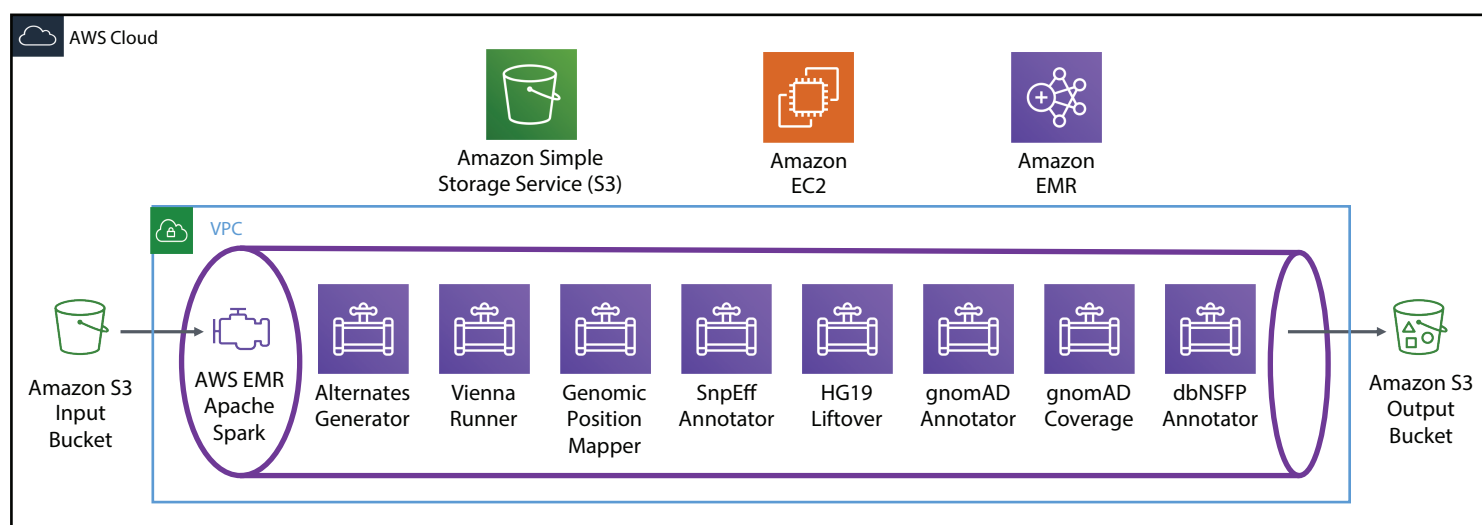 AWS Cloud
Amazon Simple
Storage Service (S3)
Amazon
EC2
Amazon
EMR
VPC
Amazon S3
Input
Bucket
AWS EMR
Apache
Spark
Alternates
Generator
Vienna
Runner
Genomic
Position
Mapper
SnpEff
Annotator
HG19
Liftover
gnomAD
Annotator
gnomAD
Coverage
dbNSFP
Annotator
Amazon S3
Output
Bucket